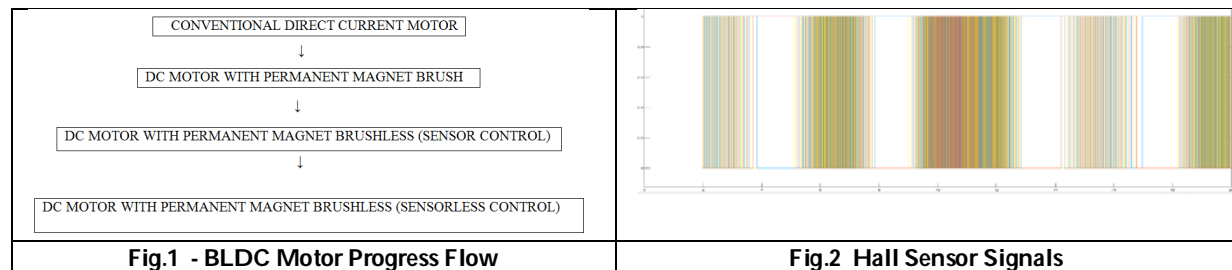 CONVENTIONAL DIRECT CURRENT MOTOR
↓
DC MOTOR WITH PERMANENT MAGNET BRUSH
↓
DC MOTOR WITH PERMANENT MAGNET BRUSHLESS (SENSOR CONTROL)
↓
DC MOTOR WITH PERMANENT MAGNET BRUSHLESS (SENSORLESS CONTROL)
Fig.1 - BLDC Motor Progress Flow
Fig.2 Hall Sensor Signals